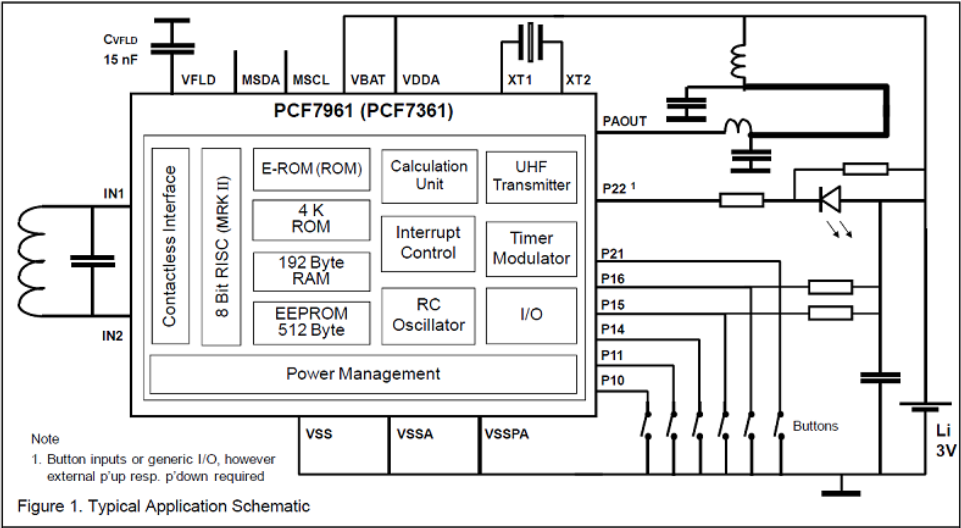 CVFLD
15 nF
VFLD
MSDA
MSCL
VBAT
VDDA
XT1
XT2
PCF7961 (PCF7361)
PAOUT
IN1
IN2
Contactless Interface
8 Bit RISC (MRK II)
E-ROM (ROM)
4 K
ROM
192 Byte
RAM
EEPROM
512 Byte
Calculation
Unit
Interrupt
Control
RC
Oscillator
UHF
Transmitter
Timer
Modulator
I/O
Power Management
P22 1
P21
P16
P15
P14
P11
P10
Buttons
Li
3V
VSS
VSSA
VSSPA
Note
1. Button inputs or generic I/O, however
external p'up resp. p'down required
Figure 1. Typical Application Schematic